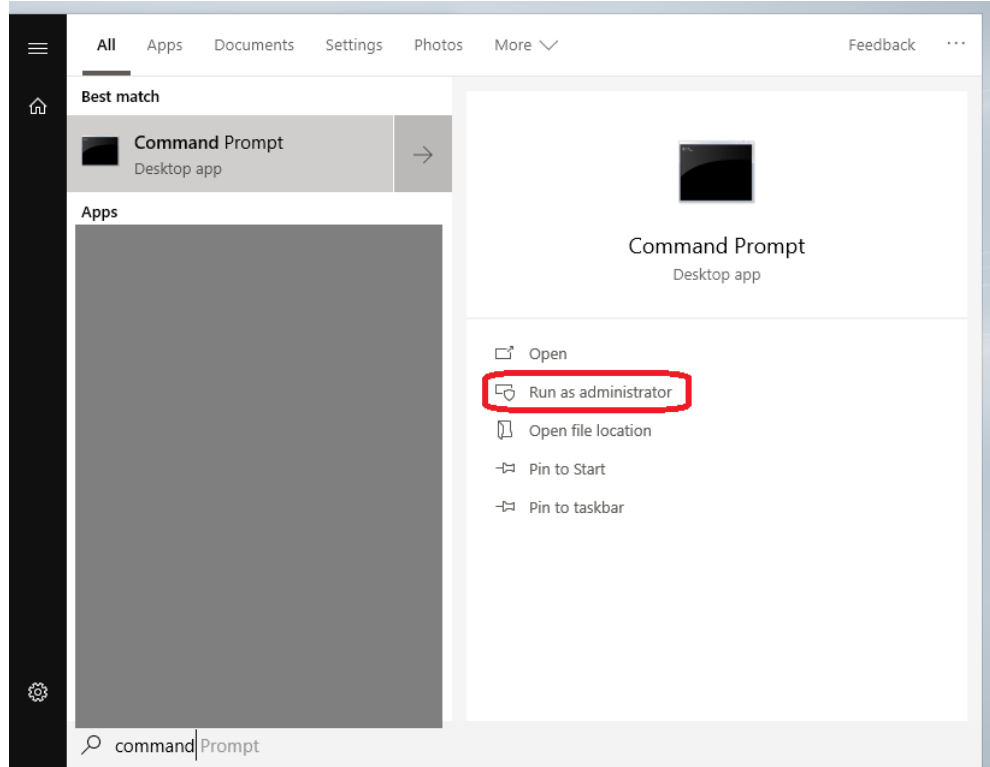 All Apps Documents Settings Photos More Feedback ...
Best match
Command Prompt
Desktop app
Apps
Command Prompt
Desktop app
Open
Run as administrator
Open file location
Pin to Start
Pin to taskbar
command Prompt